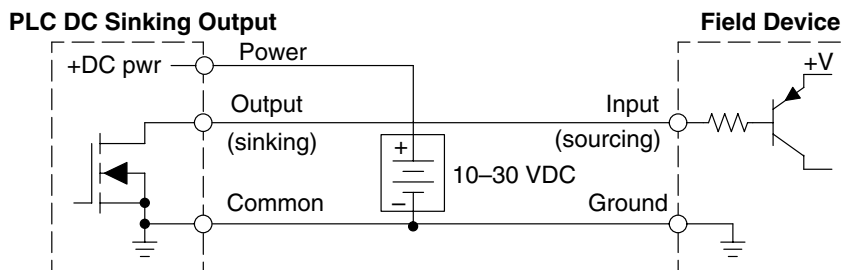 PLC DC Sinking Output
Field Device
+DC pwr
Power
+V
Output
(sinking)
Input
(sourcing)
+
10–30 VDC
–
Common
Ground